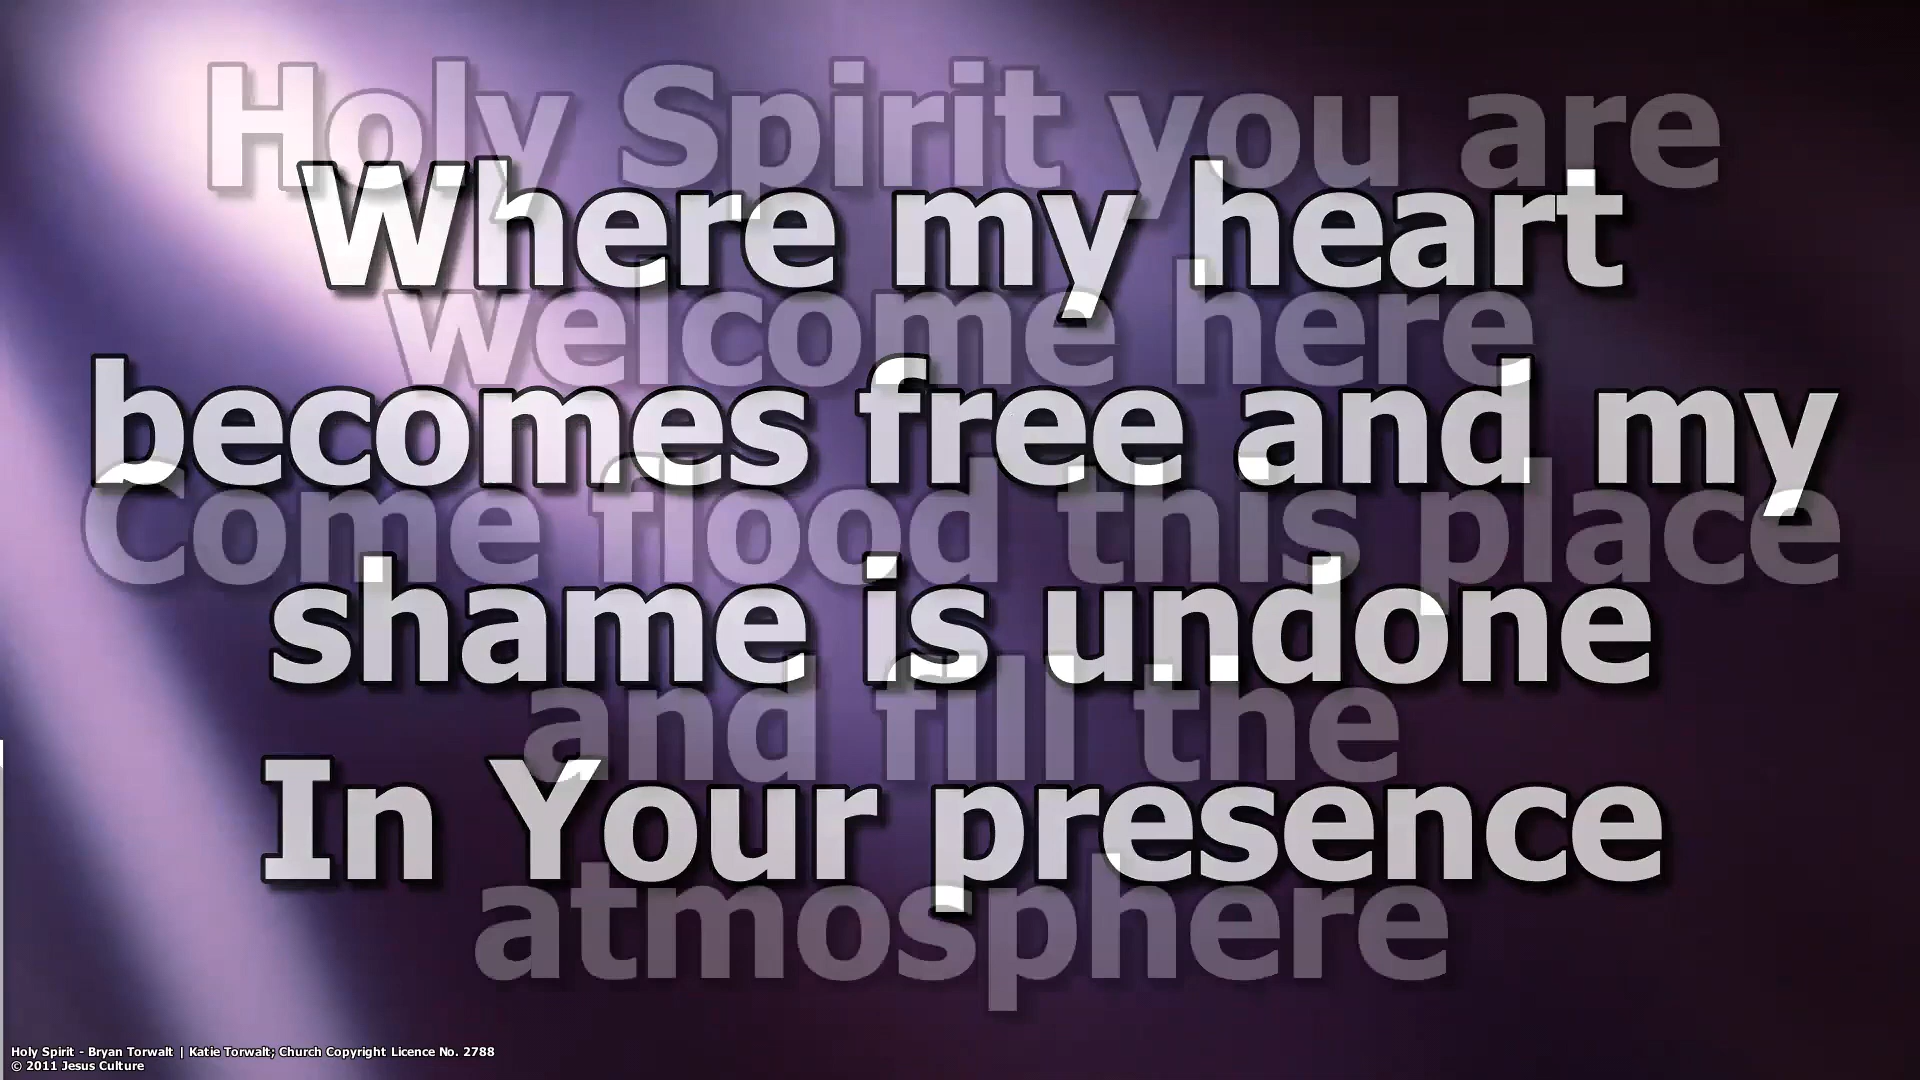 Holy Spirit you are
Where my heart
welcome here
becomes free and my
Come flood this place
shame is undone
and fill the
In Your presence
atmosphere
Holy Spirit - Bryan Torwalt | Katie Torwalt; Church Copyright Licence No. 2788
© 2011 Jesus Culture